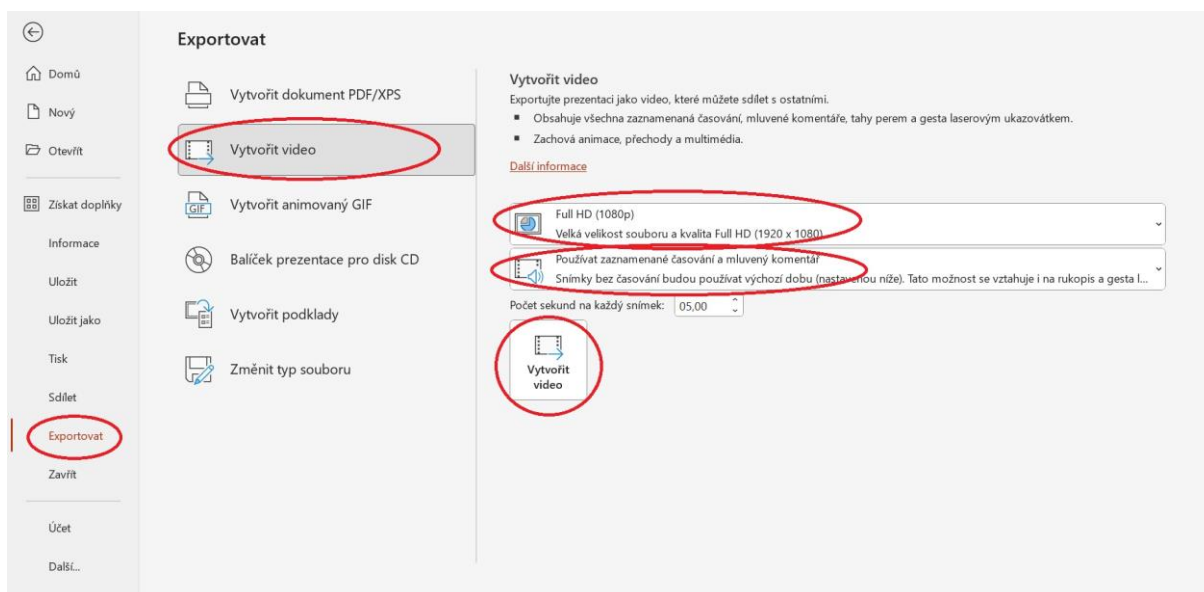 Domů
Nový
Otevřít
Získat doplňky
Informace
Uložit
Uložit jako
Tisk
Sdílet
Exportovat
Zavřít
Účet
Další...
Exportovat
Vytvořit dokument PDF/XPS
Vytvořit video
GIF
Vytvořit animovaný GIF
Balíček prezentace pro disk CD
Vytvořit podklady
Změnit typ souboru
Vytvořit video
Exportujte prezentaci jako video, které můžete sdílet s ostatními.
▪ Obsahuje všechna zaznamenaná časování, mluvené komentáře, tahy perem a gesta laserovým ukazovátkem.
▪ Zachová animace, přechody a multimédia.
Další informace
Full HD (1080p)
Velká velikost souboru a kvalita Full HD (1920 x 1080)
Používat zaznamenané časování a mluvený komentář
Snímky bez časování budou používat výchozí dobu (nastavenou níže). Tato možnost se vztahuje i na rukopis a gesta l...
Počet sekund na každý snímek: 05,00
Vytvořit
video